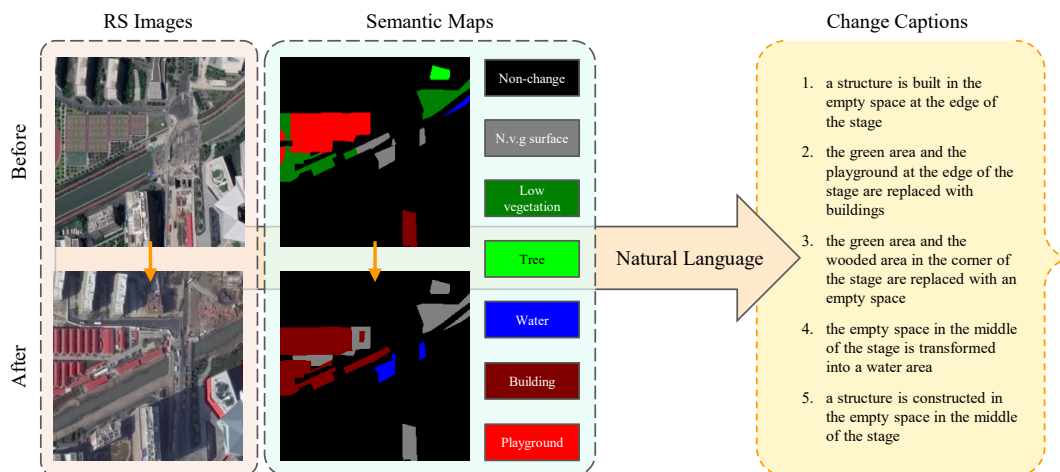 RS Images
Semantic Maps
Change Captions
Before
After
Non-change
N.v.g surface
Low
vegetation
Tree
Water
Building
Playground
Natural Language
1. a structure is built in the
empty space at the edge of
the stage
2. the green area and the
playground at the edge of the
stage are replaced with
buildings
3. the green area and the
wooded area in the corner of
the stage are replaced with an
empty space
4. the empty space in the middle
of the stage is transformed
into a water area
5. a structure is constructed in
the empty space in the middle
of the stage